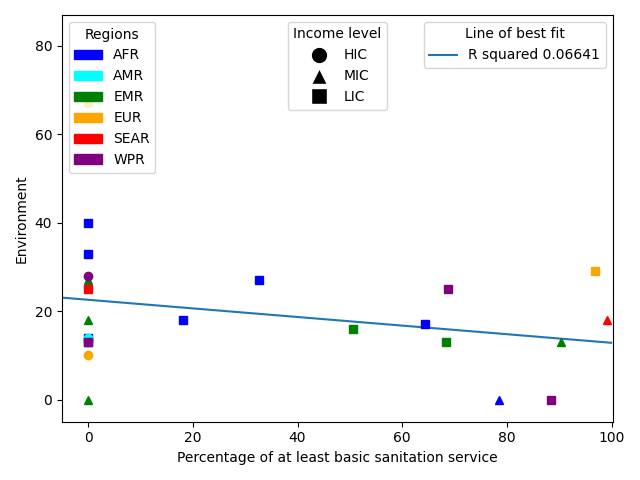 Regions
AFR
AMR
EMR
EUR
SEAR
WPR
Income level
HIC
MIC
LIC
Line of best fit
R squared 0.06641
80
60
40
20
0
Environment
0
20
40
60
80
100
Percentage of at least basic sanitation service